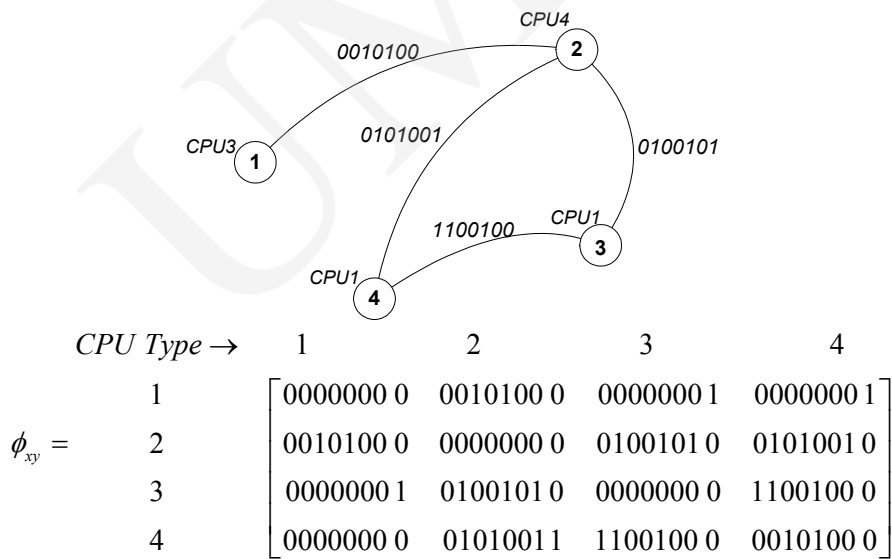 CPU4
2
0010100
CPU3
1
0101001
0100101
CPU1
3
1100100
CPU1
4
CPU Type → 1 2 3 4
1 0000000 0 0010100 0 0000000 1 0000000 1
ϕxy = 2 0010100 0 0000000 0 0100101 0 0101001 0
3 0000000 1 0100101 0 0000000 0 1100100 0
4 0000000 0 0101001 1 1100100 0 0010100 0